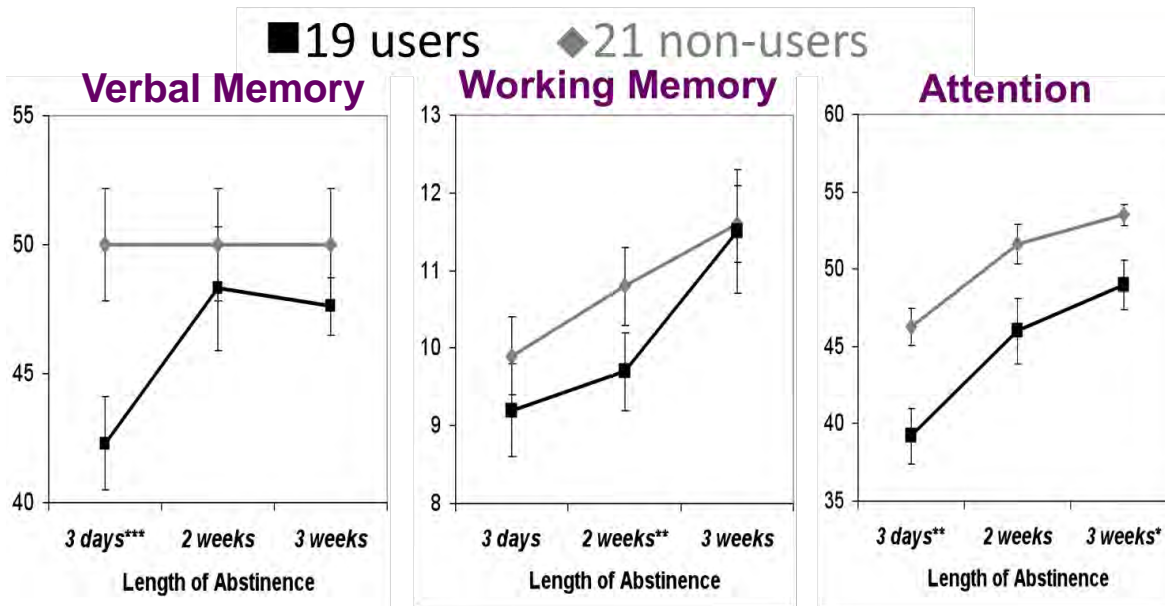 ■19 users ◆21 non-users
Verbal Memory
55
50
45
40
3 days*** 2 weeks 3 weeks
Length of Abstinence
Working Memory
13
12
11
10
9
8
3 days 2 weeks** 3 weeks
Length of Abstinence
Attention
60
55
50
45
40
35
3 days** 2 weeks 3 weeks*
Length of Abstinence